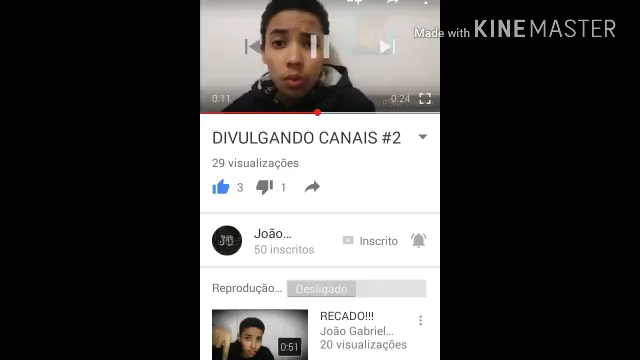 Made with KINEMASTER
0:11
0:24
DIVULGANDO CANAIS #2
29 visualizações
3
1
João...
50 inscritos
Inscrito
Reprodução... Desligado
0:51
RECADO!!!
João Gabriel...
20 visualizações